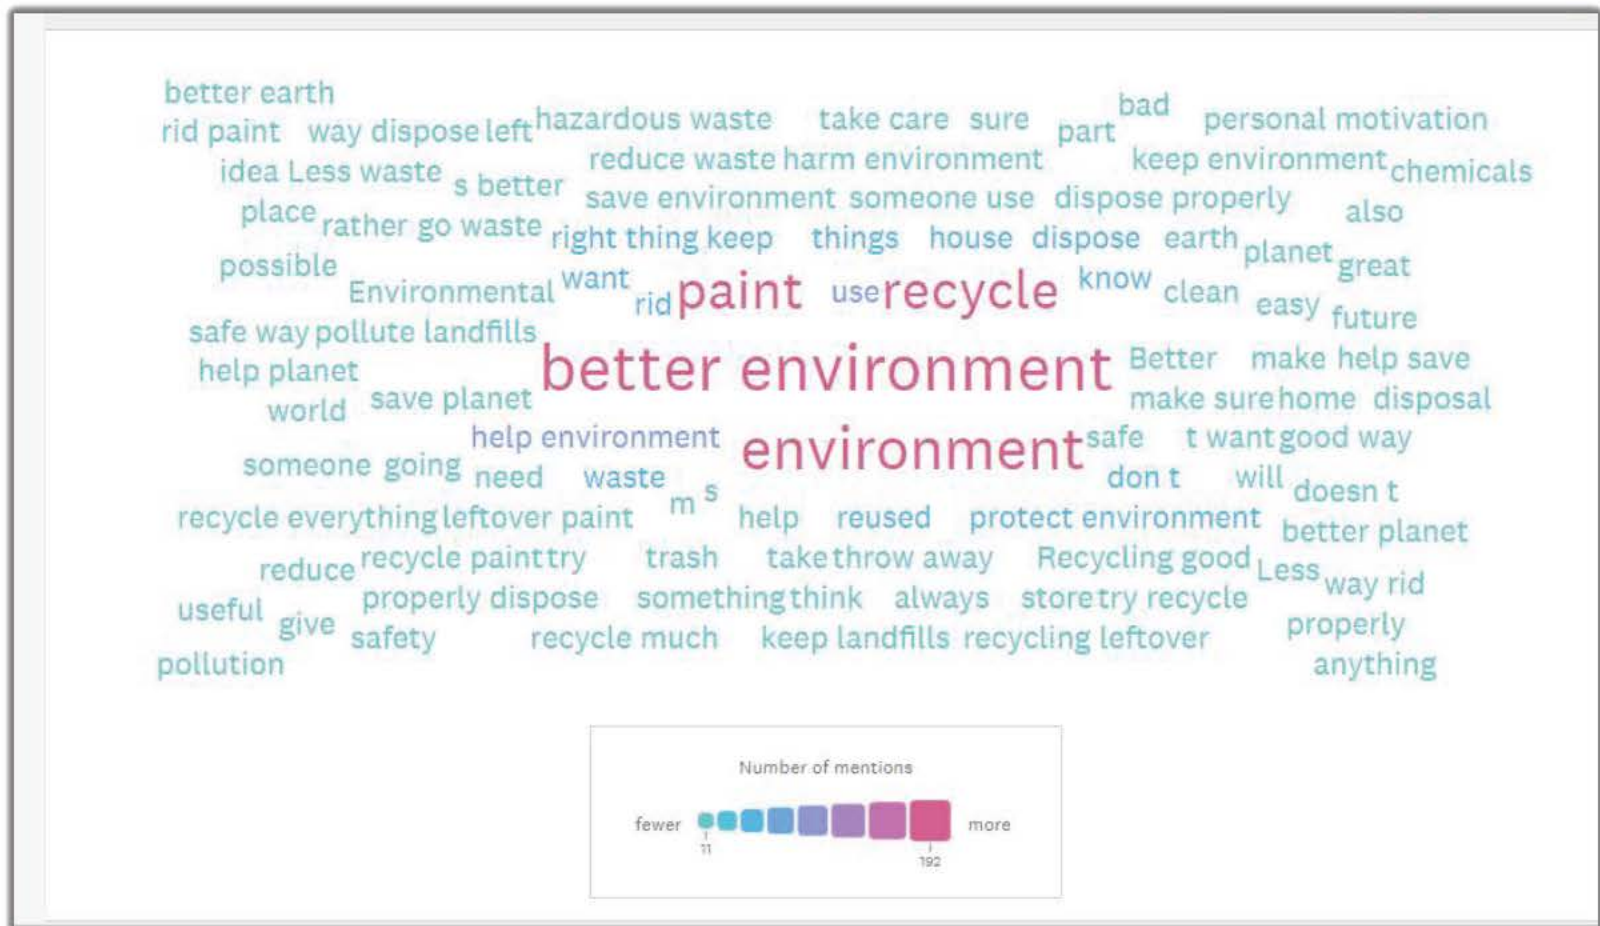 better earth
bad
rid paint way dispose left hazardous waste take care sure part personal motivation
idea Less waste s better reduce waste harm environment keep environment chemicals
place rather go waste save environment someone use dispose properly also
right thing keep things house dispose earth planet great
possible Environmental want rid paint use recycle know clean easy future
safe way pollute landfills
help planet better environment Better make help save
world save planet make sure home disposal
help environment environment safe t want good way
someone going need waste m s don t will doesn t
recycle everything leftover paint help reused protect environment better planet
reduce recycle paint try trash take throw away Recycling good Less way rid
useful give properly dispose something think always store try recycle properly
safety recycle much keep landfills recycling leftover
pollution anything
Number of mentions
fewer more
11 192